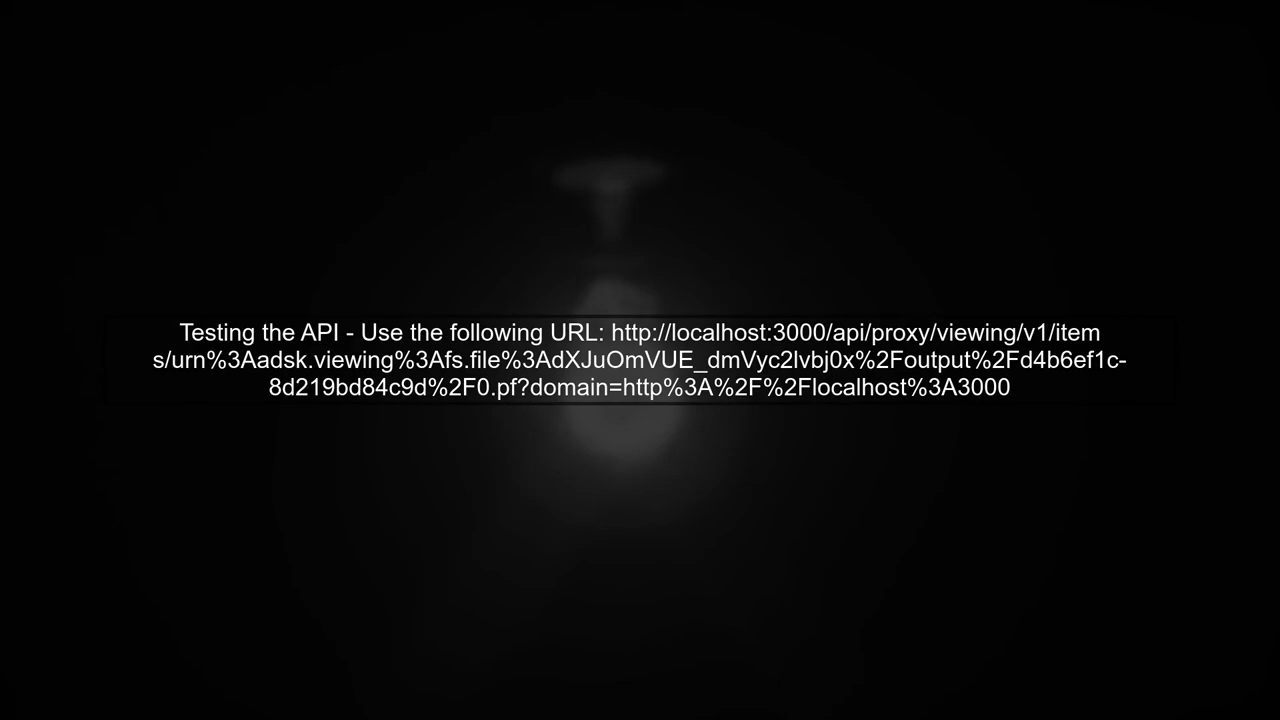 Testing the API - Use the following URL: http://localhost:3000/api/proxy/viewing/v1/item
s/urn%3Aadsk.viewing%3Afs.file%3AdXJuOmVUE_dmVyc2lvbj0x%2Foutput%2Fd4b6ef1c-
8d219bd84c9d%2F0.pf?domain=http%3A%2F%2Flocalhost%3A3000